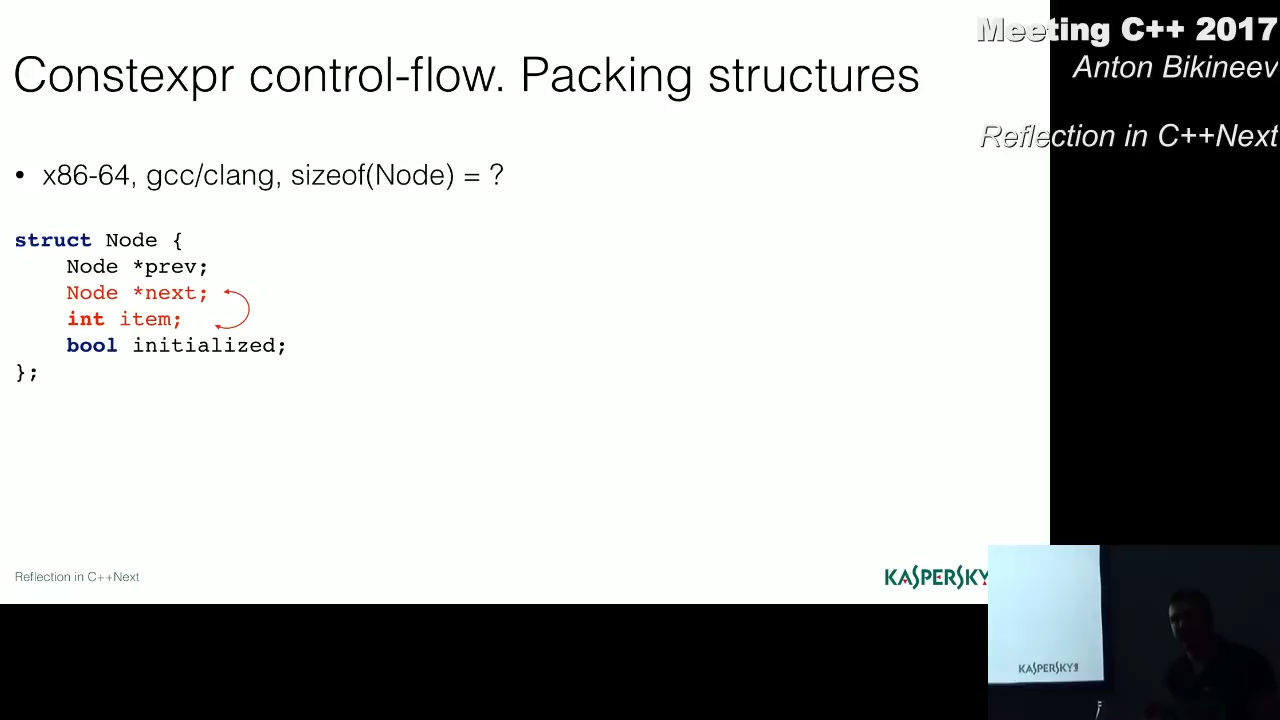 Constexpr control-flow. Packing structures
Meeting C++ 2017
Anton Bikineev
Reflection in C++Next
• x86-64, gcc/clang, sizeof(Node) = ?
struct Node {
Node *prev;
Node *next;
int item;
bool initialized;
};
Reflection in C++Next
KASPERSKY
KASPERSKY